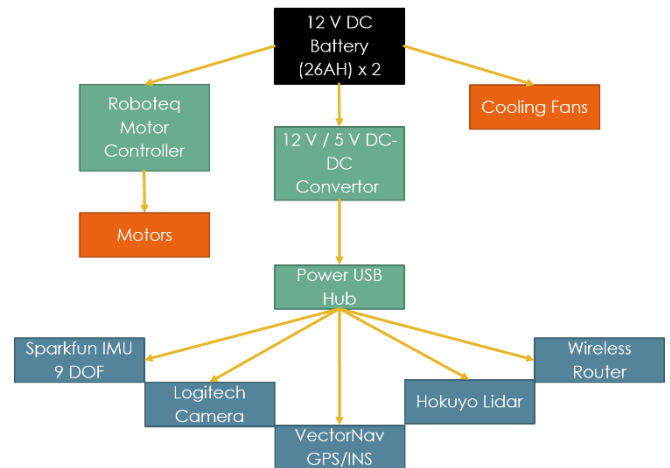 12 V DC
Battery
(26AH) x 2
Roboteq
Motor
Controller
Cooling Fans
12 V / 5 V DC-
DC
Convertor
Motors
Power USB
Hub
Sparkfun IMU
9 DOF
Wireless
Router
Logitech
Camera
Hokuyo Lidar
VectorNav
GPS/INS